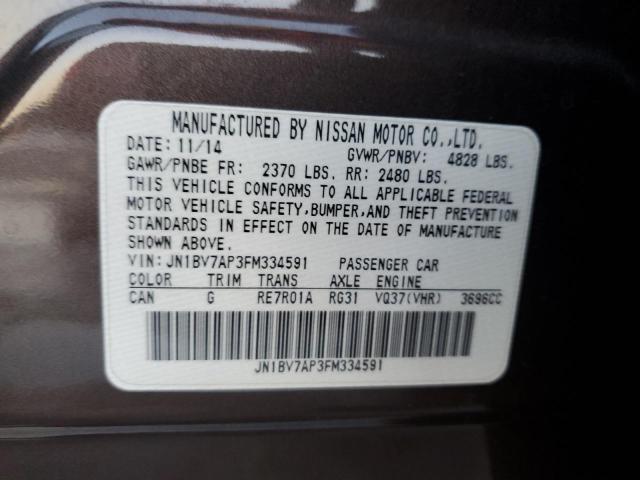 MANUFACTURED BY NISSAN MOTOR CO.,LTD.
DATE: 11/14 GVWR/PNBV: 4828 LBS.
GAWR/PNBE FR: 2370 LBS. RR: 2480 LBS.
THIS VEHICLE CONFORMS TO ALL APPLICABLE FEDERAL
MOTOR VEHICLE SAFETY,BUMPER,AND THEFT PREVENTION
STANDARDS IN EFFECT ON THE DATE OF MANUFACTURE
SHOWN ABOVE.
VIN: JN1BV7AP3FM334591 PASSENGER CAR
COLOR TRIM TRANS AXLE ENGINE
CAN G RE7R01A RG31 VQ37(VHR) 3696CC
JN1BV7AP3FM334591